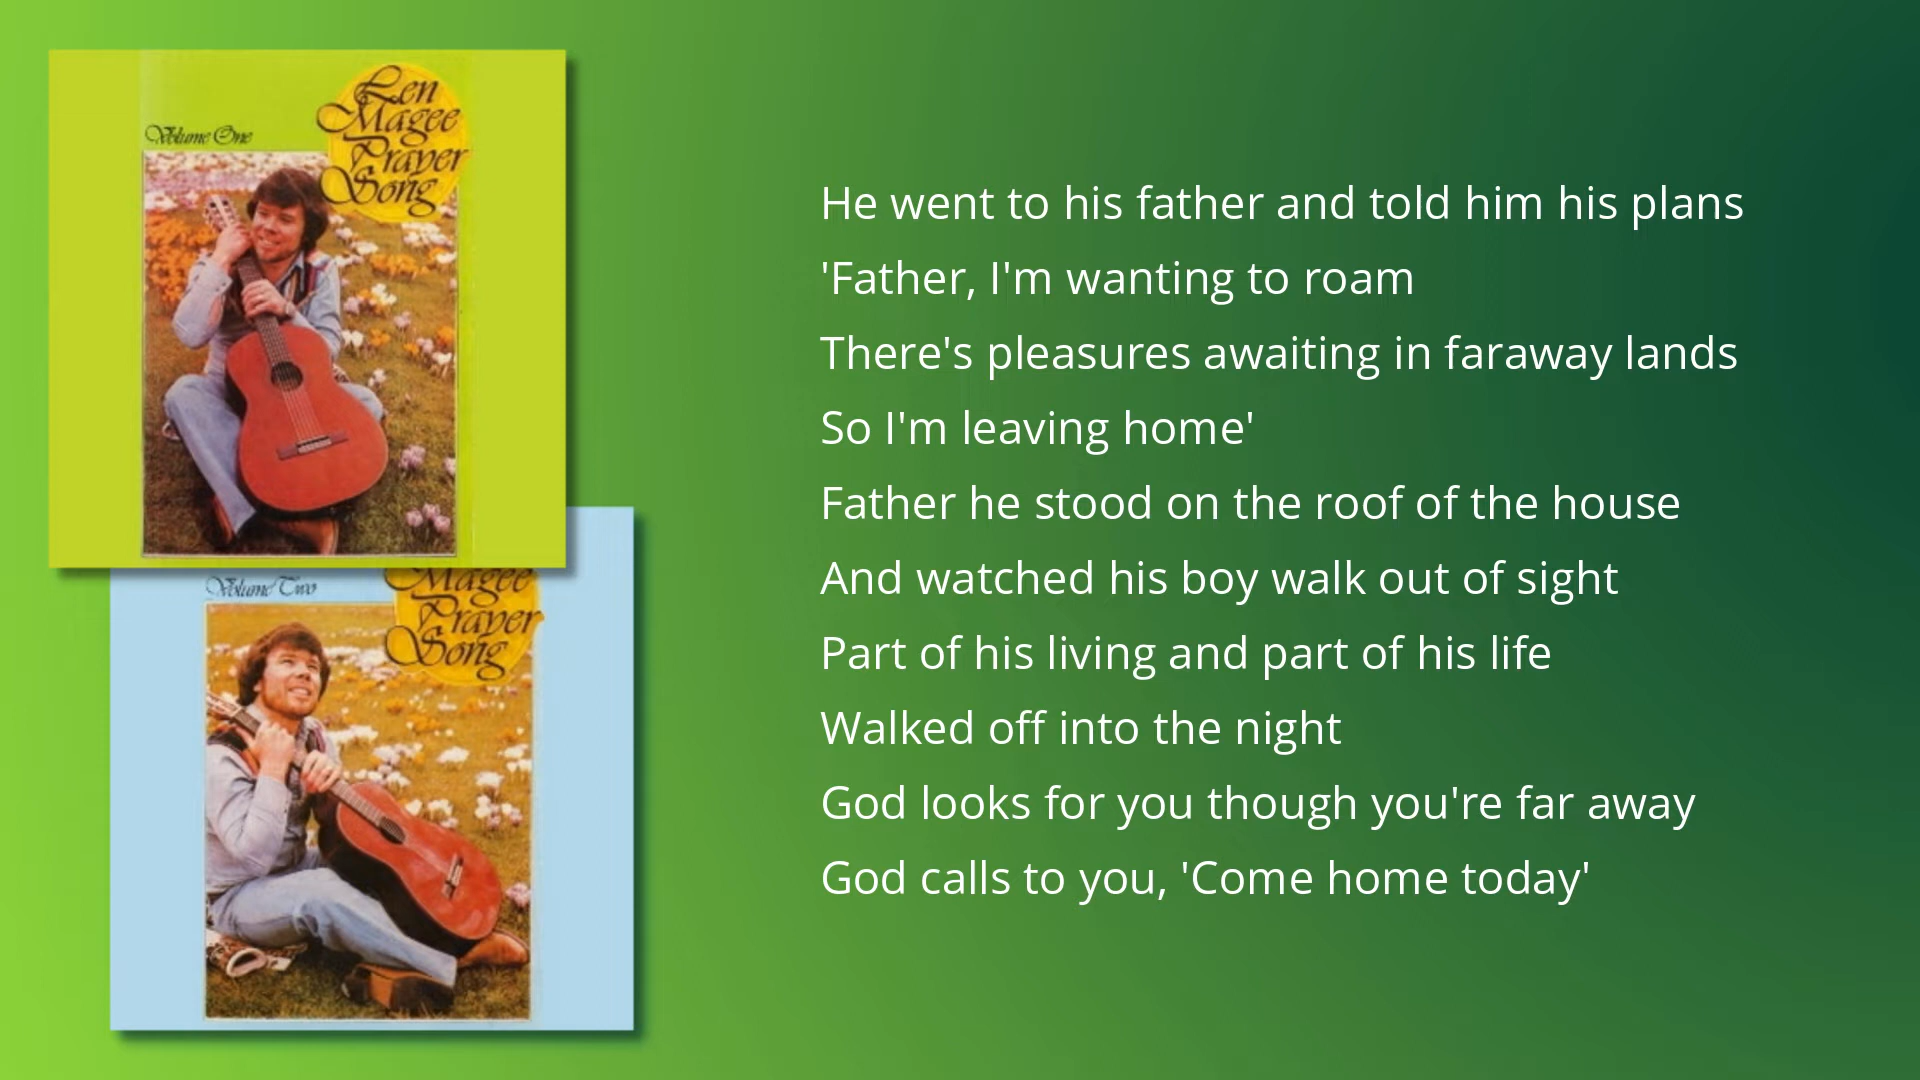 Len
Magee
Prayer
Song
Volume One
Volume Two
Magee
Prayer
Song
He went to his father and told him his plans
'Father, I'm wanting to roam
There's pleasures awaiting in faraway lands
So I'm leaving home'
Father he stood on the roof of the house
And watched his boy walk out of sight
Part of his living and part of his life
Walked off into the night
God looks for you though you're far away
God calls to you, 'Come home today'